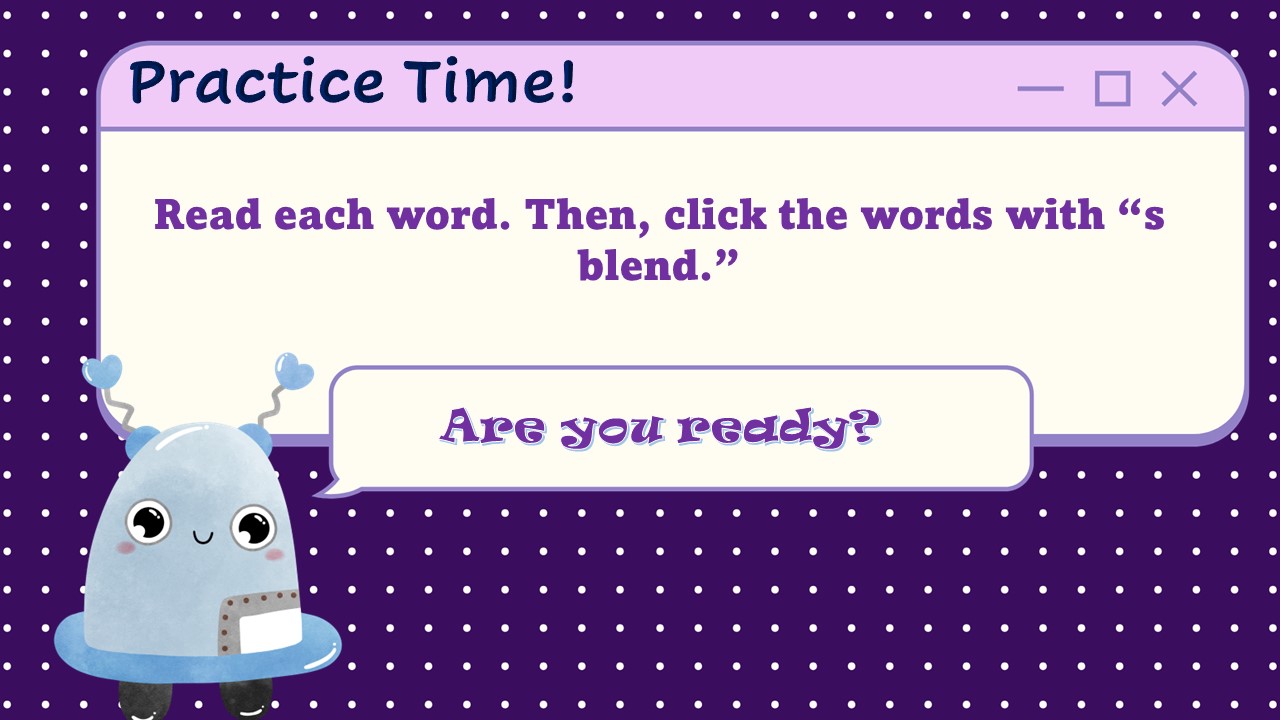 Practice Time!
Read each word. Then, click the words with “s
blend.”
Are you ready?